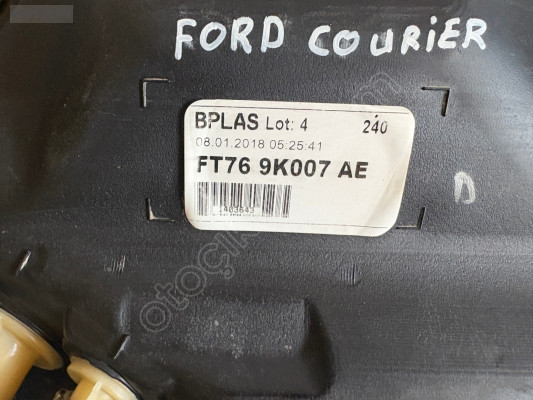 FORD COURIER
BPLAS Lot: 4 240
08.01.2018 05:25:41
FT76 9K007 AE
D